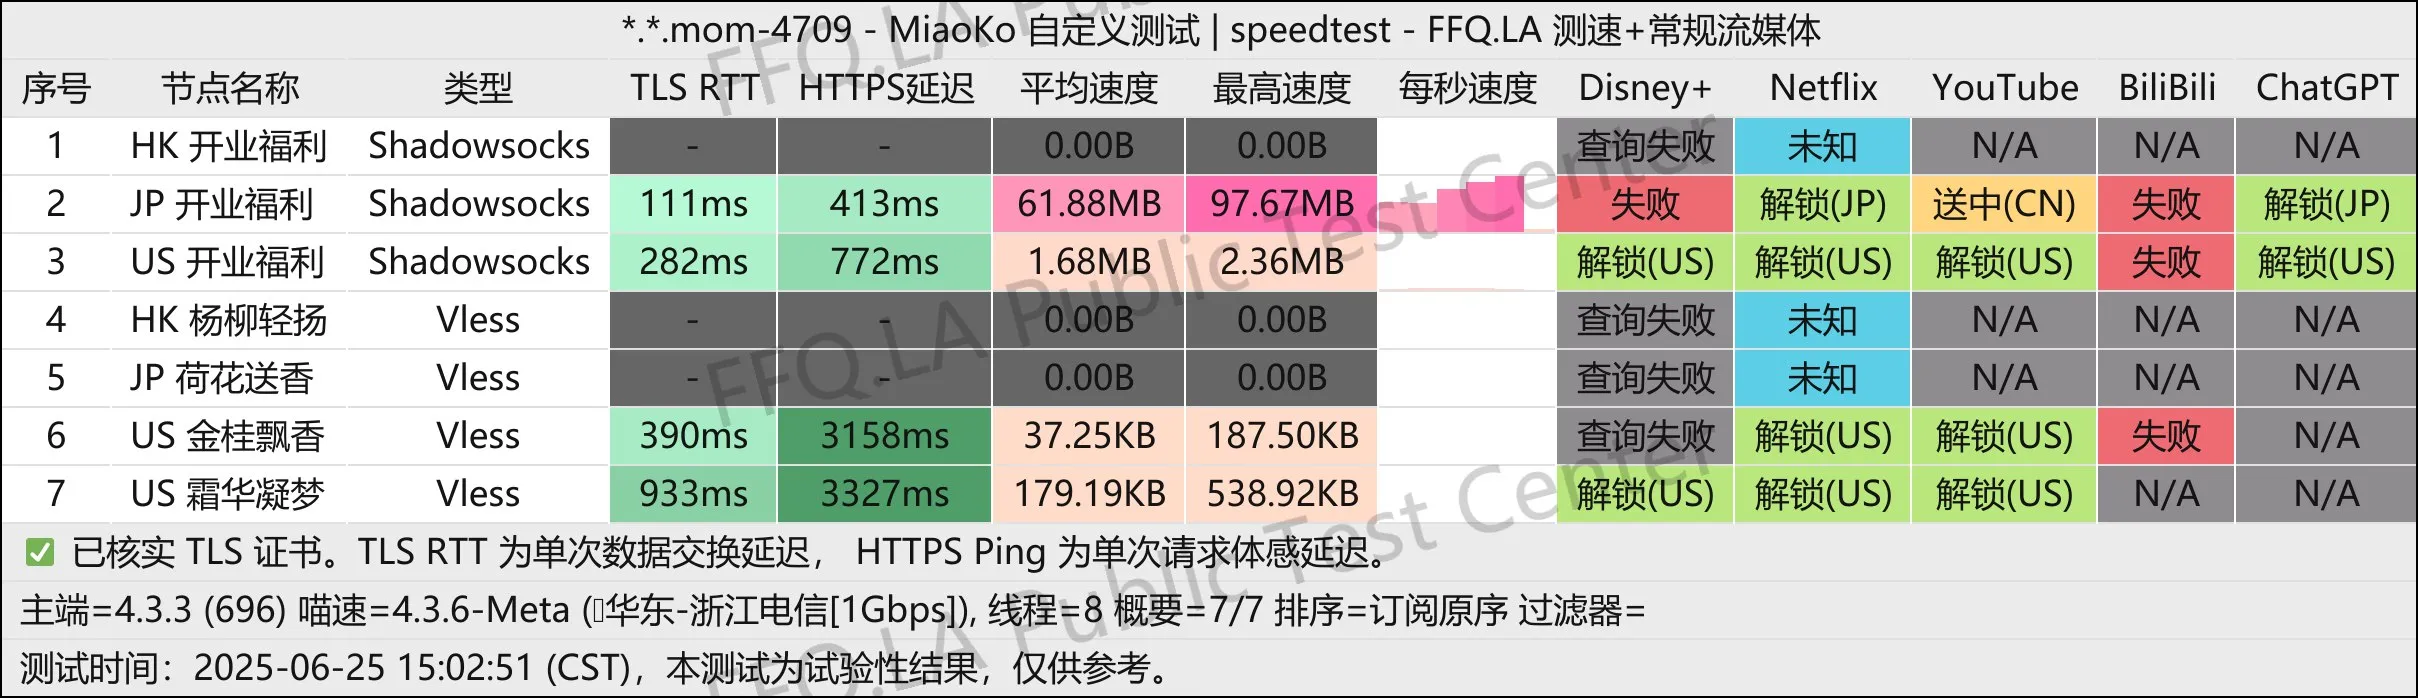 *.*.mom-4709 - MiaoKo 自定义测试 | speedtest - FFQ.LA 测速+常规流媒体
序号 节点名称 类型 TLS RTT HTTPS延迟 平均速度 最高速度 每秒速度 Disney+ Netflix YouTube BiliBili ChatGPT
1 HK 开业福利 Shadowsocks - - 0.00B 0.00B 查询失败 未知 N/A N/A N/A
2 JP 开业福利 Shadowsocks 111ms 413ms 61.88MB 97.67MB 失败 解锁(JP) 送中(CN) 失败 解锁(JP)
3 US 开业福利 Shadowsocks 282ms 772ms 1.68MB 2.36MB 解锁(US) 解锁(US) 解锁(US) 失败 解锁(US)
4 HK 杨柳轻扬 Vless - - 0.00B 0.00B 查询失败 未知 N/A N/A N/A
5 JP 荷花送香 Vless - - 0.00B 0.00B 查询失败 未知 N/A N/A N/A
6 US 金桂飘香 Vless 390ms 3158ms 37.25KB 187.50KB 查询失败 解锁(US) 解锁(US) 失败 N/A
7 US 霜华凝梦 Vless 933ms 3327ms 179.19KB 538.92KB 解锁(US) 解锁(US) 解锁(US) N/A N/A
✅ 已核实 TLS 证书。TLS RTT 为单次数据交换延迟， HTTPS Ping 为单次请求体感延迟。
主端=4.3.3 (696) 喵速=4.3.6-Meta (华东-浙江电信[1Gbps]), 线程=8 概要=7/7 排序=订阅原序 过滤器=
测试时间：2025-06-25 15:02:51 (CST)，本测试为试验性结果，仅供参考。
FFQ.LA Public Test Center
FFQ.LA Public Test Center